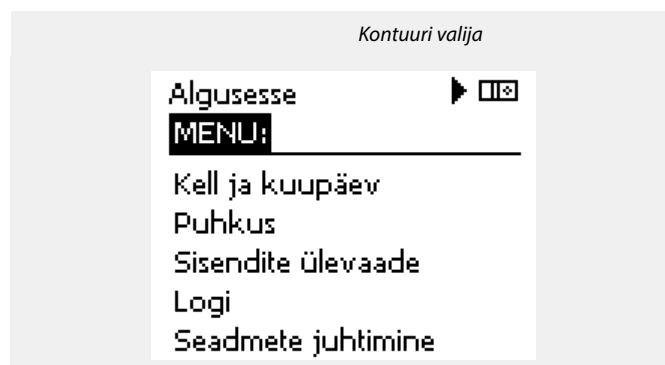 Kontuuri valija
Algusesse
MENU:
Kell ja kuupäev
Puhkus
Sisendite ülevaade
Logi
Seadmete juhtimine